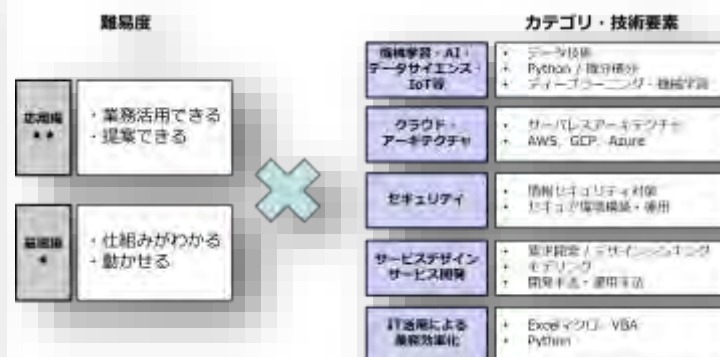 難易度
カテゴリ・技術要素
応用編
★★
・業務活用できる
・提案できる
基礎編
★
・仕組みがわかる
・動かせる
機械学習・AI・
データサイエンス・
IoT等
・ データ技術
・ Python / 微分積分
・ ディープラーニング・機械学習
クラウド・
アーキテクチャ
・ サーバレスアーキテクチャ
・ AWS、GCP、Azure
セキュリティ
・ 情報セキュリティ対策
・ セキュア環境構築・運用
サービスデザイン
サービス開発
・ 要求開発 / デザインシンキング
・ モデリング
・ 開発手法・運用手法
IT活用による
業務効率化
・ Excelマクロ、VBA
・ Python